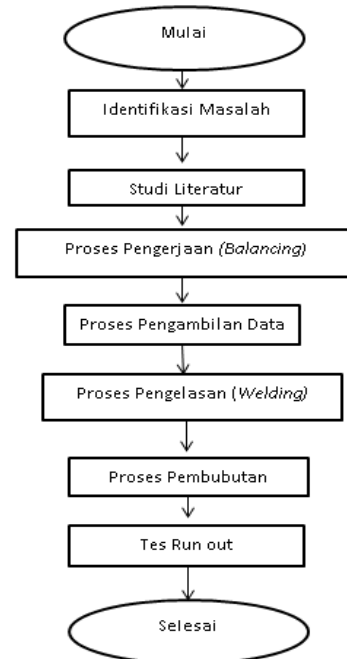 Mulai
Identifikasi Masalah
Studi Literatur
Proses Pengerjaan (Balancing)
Proses Pengambilan Data
Proses Pengelasan (Welding)
Proses Pembubutan
Tes Run out
Selesai